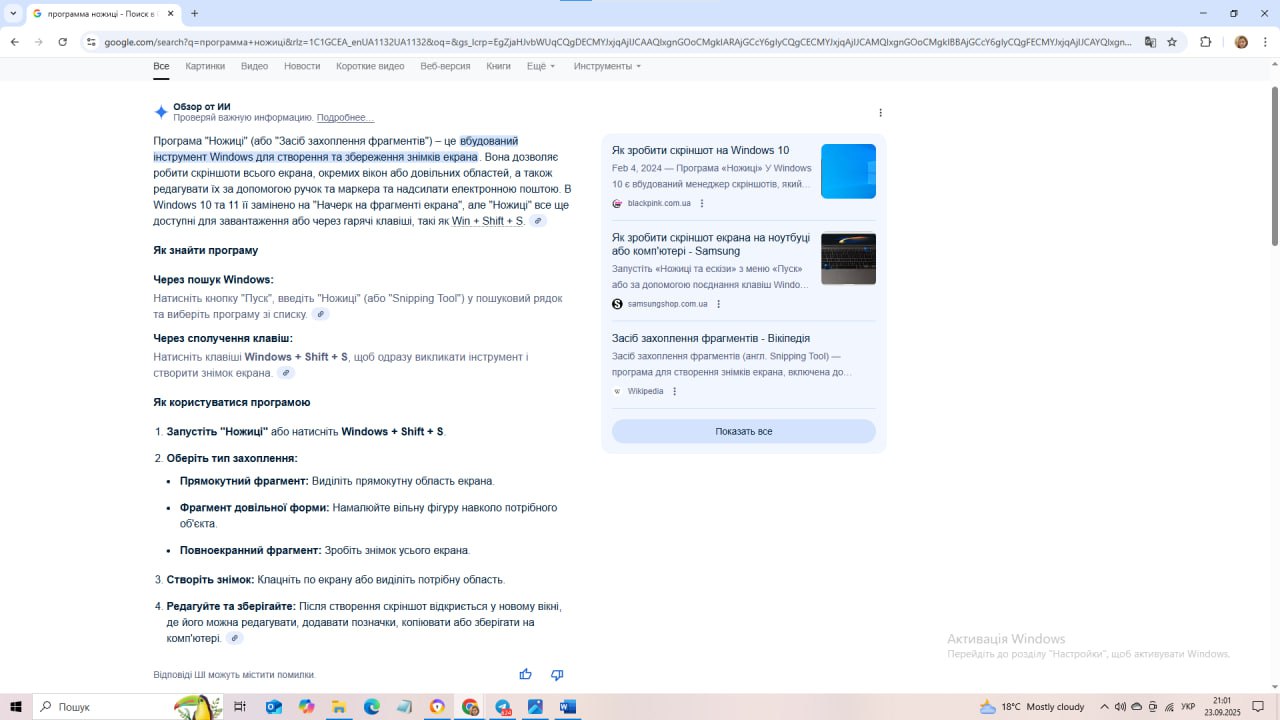 программа ножиці - Поиск в
google.com/search?q=программа+ножиці&rlz=1C1GCEA_enUA1132UA1132&oq=&gs_lcrp=
Все Картинки Видео Новости Короткие видео Веб-версия Книги Ещё Инструменты
Обзор от ИИ
Проверяй важную информацию. Подробнее…
Програма "Ножиці" (або "Засіб захоплення фрагментів") – це вбудований
інструмент Windows для створення та збереження знімків екрана. Вона дозволяє
робити скріншоти всього екрана, окремих вікон або довільних областей, а також
редагувати їх за допомогою ручок та маркера та надсилати електронною поштою. В
Windows 10 та 11 її замінено на "Начерк на фрагменті екрана", але "Ножиці" все ще
доступні для завантаження або через гарячі клавіші, такі як Win + Shift + S.
Як знайти програму
Через пошук Windows:
Натисніть кнопку "Пуск", введіть "Ножиці" (або "Snipping Tool") у пошуковий рядок
та виберіть програму зі списку.
Через сполучення клавіш:
Натисніть клавіші Windows + Shift + S, щоб одразу викликати інструмент і
створити знімок екрана.
Як користуватися програмою
1. Запустіть "Ножиці" або натисніть Windows + Shift + S.
2. Оберіть тип захоплення:
• Прямокутний фрагмент: Виділіть прямокутну область екрана.
• Фрагмент довільної форми: Намалюйте вільну фігуру навколо потрібного
об'єкта.
• Повноекранний фрагмент: Зробіть знімок усього екрана.
3. Створіть знімок: Клацніть по екрану або виділіть потрібну область.
4. Редагуйте та зберігайте: Після створення скріншот відкриється у новому вікні,
де його можна редагувати, додавати позначки, копіювати або зберігати на
комп'ютері.
Відповіді ШІ можуть містити помилки.
Як зробити скріншот на Windows 10
Feb 4, 2024 — Програма «Ножиці» У Windows
10 є вбудований менеджер скріншотів, який…
blackpink.com.ua
Як зробити скріншот екрана на ноутбуці
або комп'ютері - Samsung
Запустіть «Ножиці та ескізи» з меню «Пуск»
або за допомогою поєднання клавіш Windo…
samsungshop.com.ua
Засіб захоплення фрагментів - Вікіпедія
Засіб захоплення фрагментів (англ. Snipping Tool) —
програма для створення знімків екрана, включена до…
Wikipedia
Показать все
Активація Windows
Перейдіть до розділу "Настройки", щоб активувати Windows.
Пошук
18°C Mostly cloudy
УКР
21:01
23.09.2025